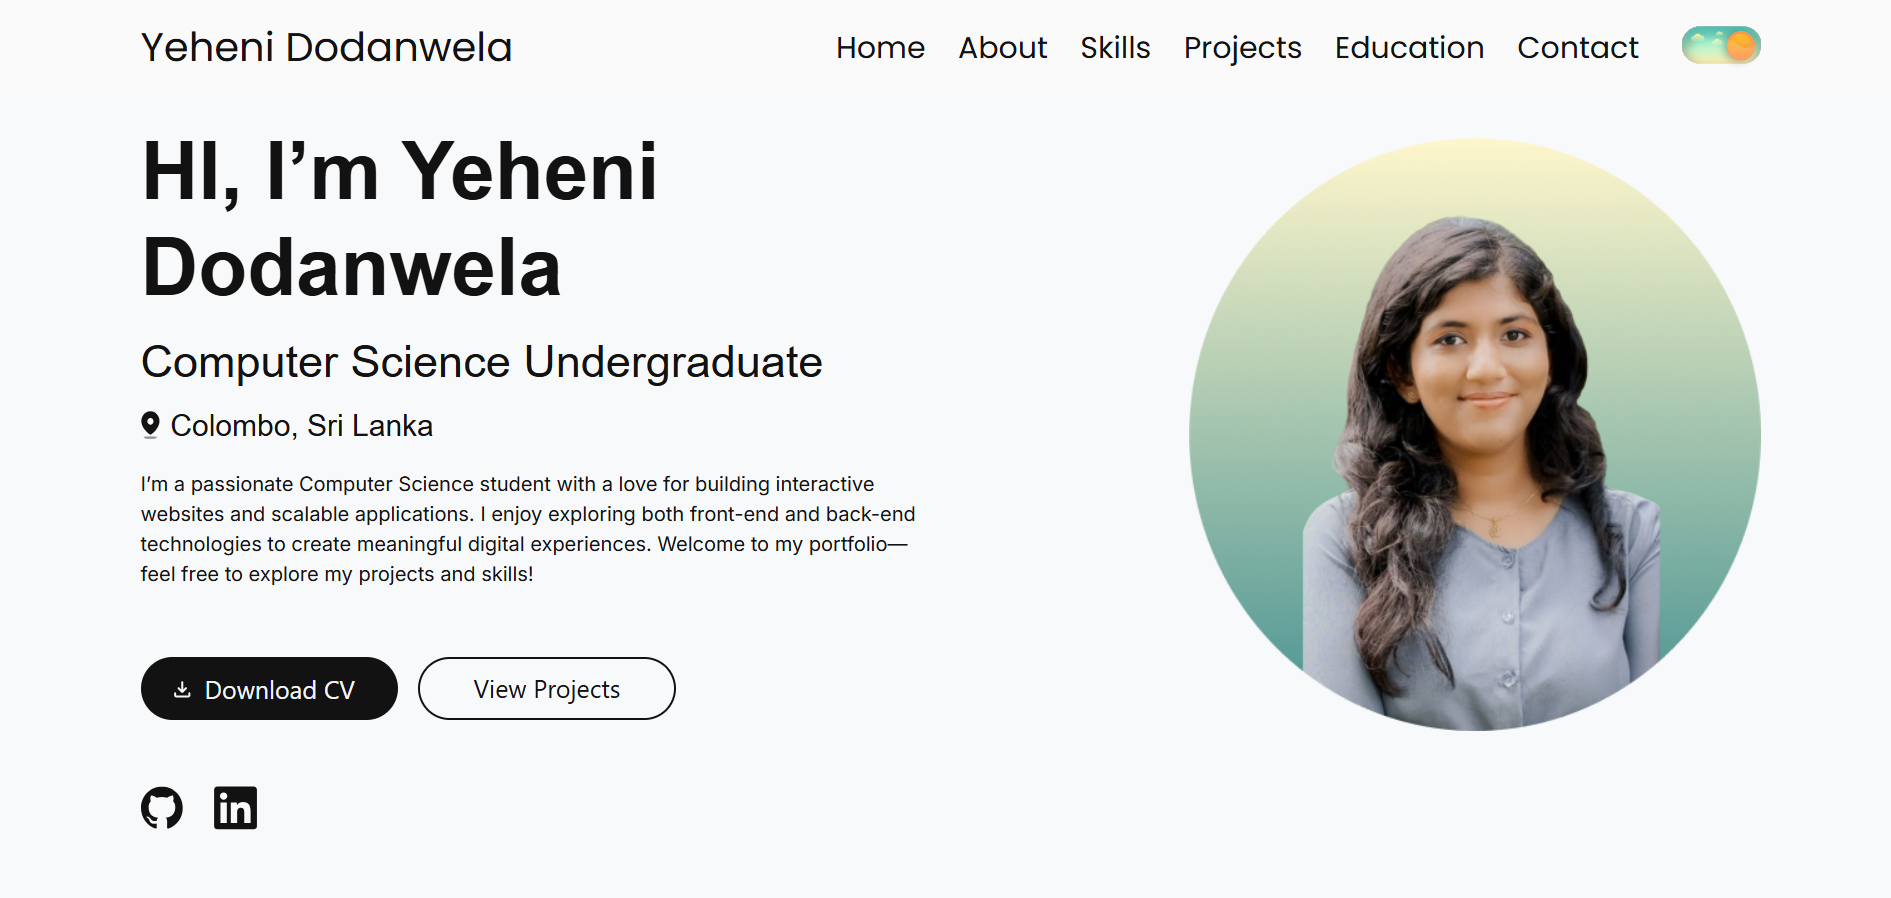 Yeheni Dodanwela
Home About Skills Projects Education Contact
HI, I’m Yeheni
Dodanwela
Computer Science Undergraduate
Colombo, Sri Lanka
I’m a passionate Computer Science student with a love for building interactive
websites and scalable applications. I enjoy exploring both front-end and back-end
technologies to create meaningful digital experiences. Welcome to my portfolio—
feel free to explore my projects and skills!
Download CV
View Projects
in